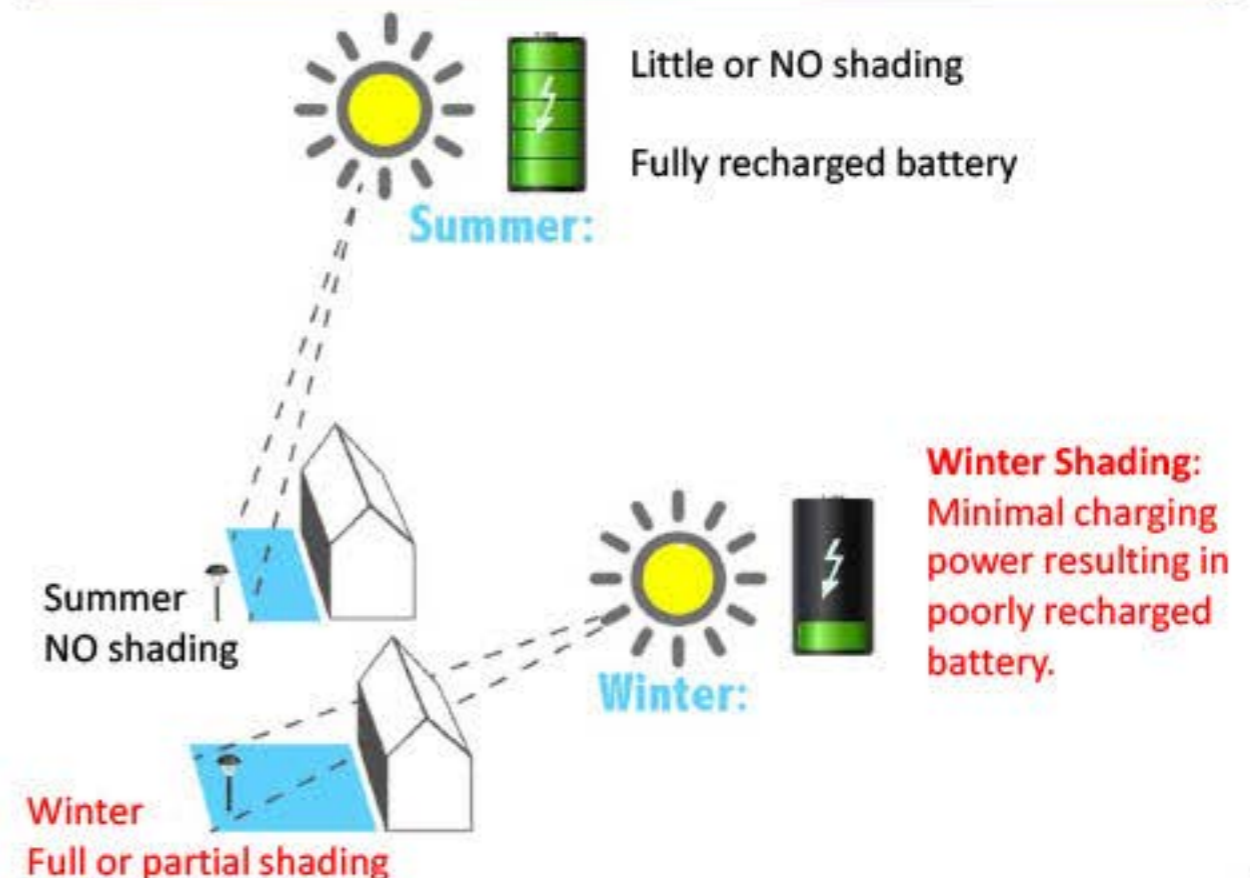 Little or NO shading
Fully recharged battery
Summer:
Summer
NO shading
Winter Shading:
Minimal charging
power resulting in
poorly recharged
battery.
Winter:
Winter
Full or partial shading